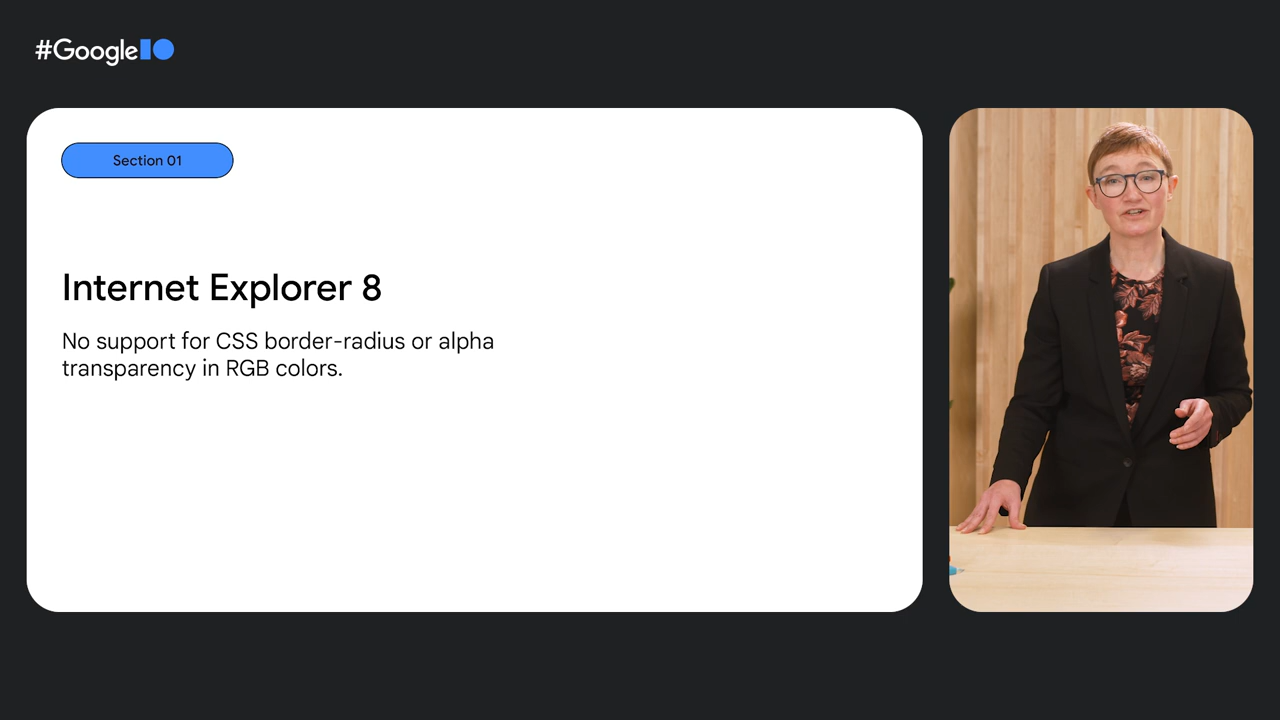 #Google
Section 01
Internet Explorer 8
No support for CSS border-radius or alpha
transparency in RGB colors.